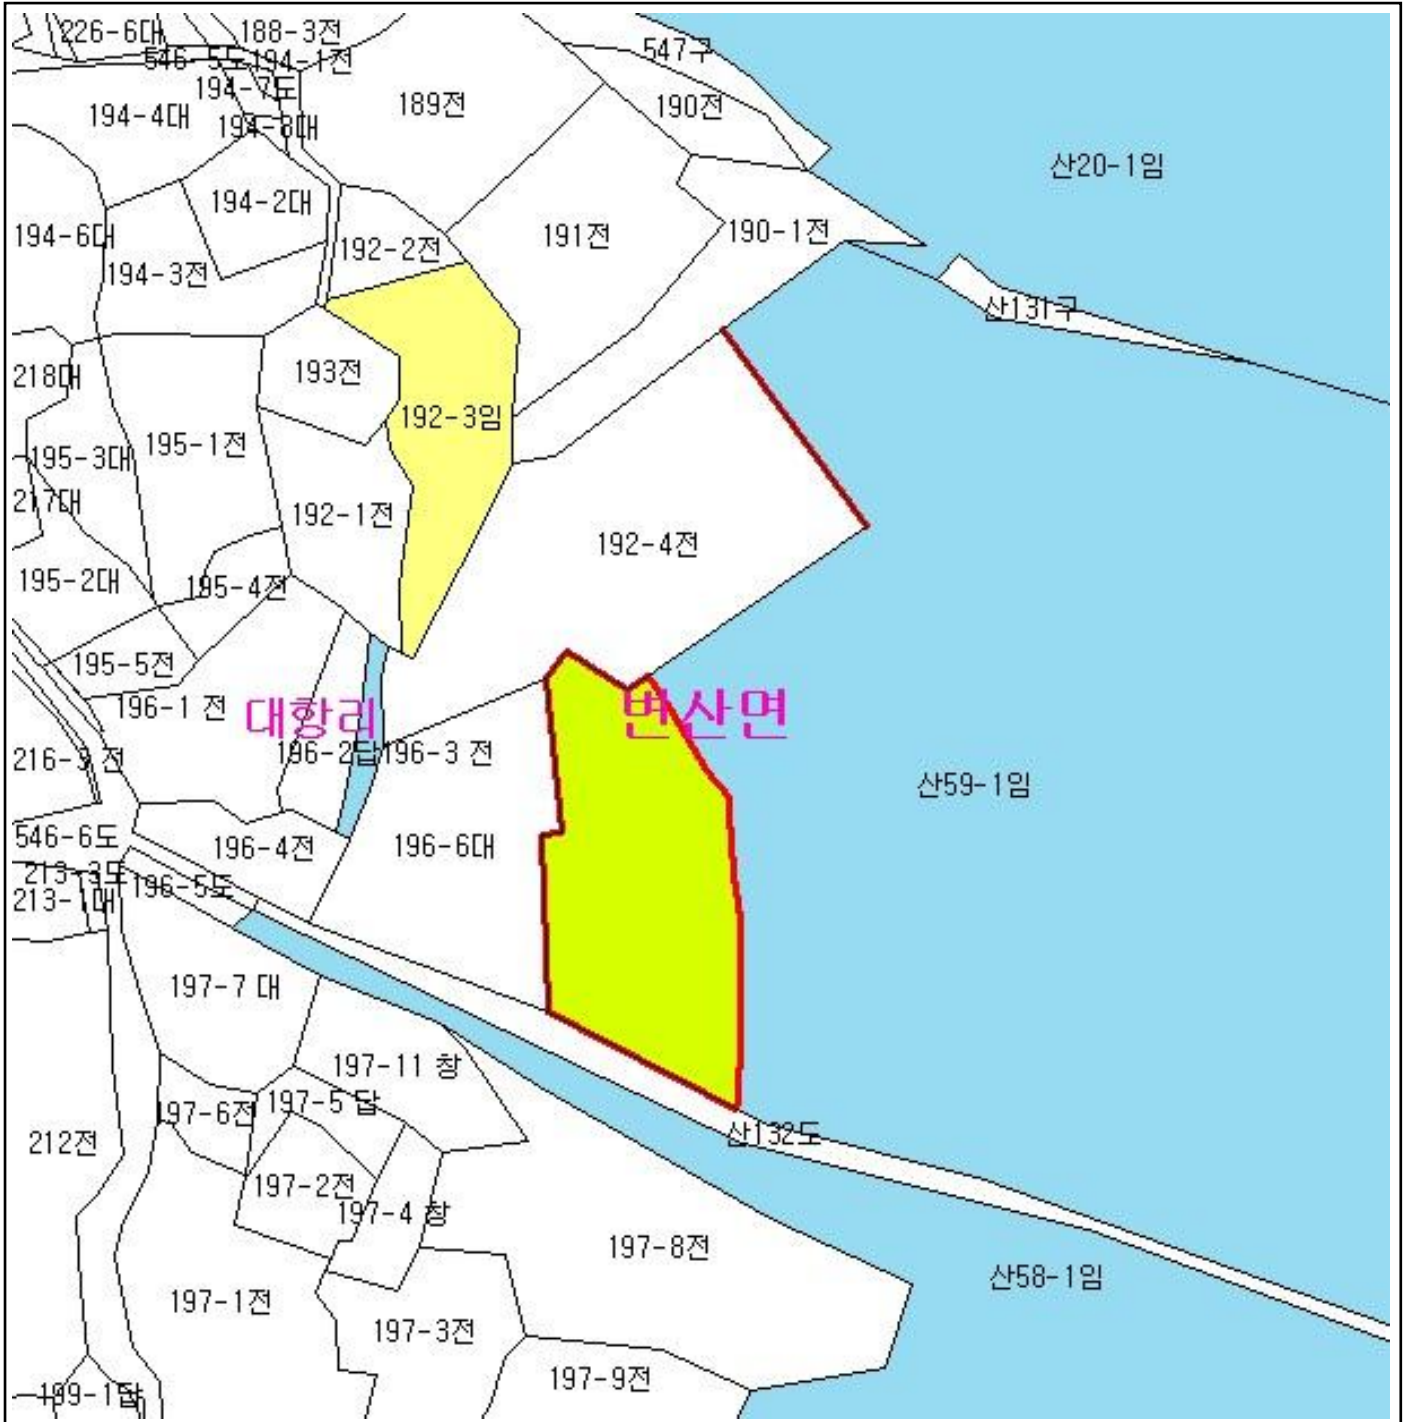 226-6대
188-3전
547구
546-5도
194-1전
194-7도
189전
190전
194-4대
194-8대
산20-1임
194-2대
194-6대
192-2전
191전
190-1전
194-3전
산131구
218대
193전
192-3임
195-3대
195-1전
217대
192-1전
192-4전
195-2대
195-4전
195-5전
196-1 전
대항리
변산면
216-3 전
196-2답
196-3 전
산59-1임
546-6도
196-4전
196-6대
213-3도
213-1대
196-5도
197-7 대
197-11 창
197-6전
197-5 답
212전
산132도
197-2전
197-4 창
197-8전
산58-1임
197-1전
197-3전
197-9전
199-1답